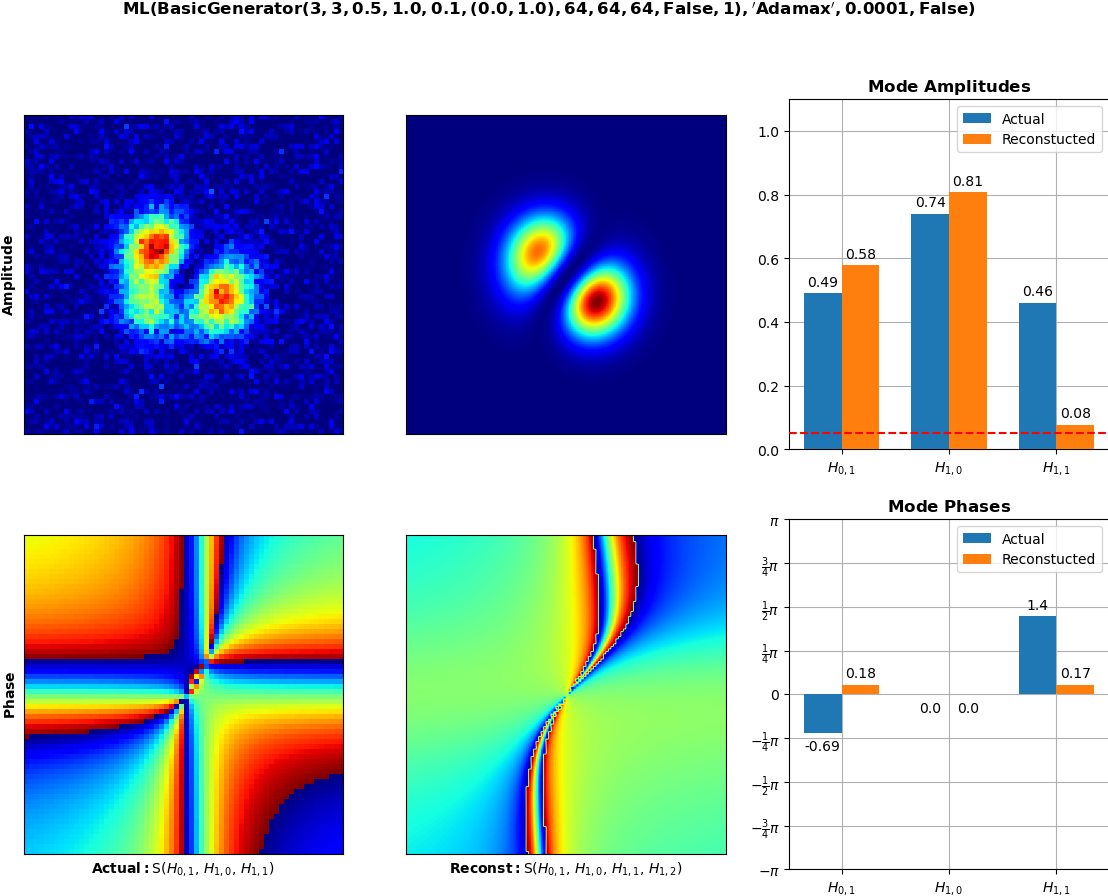 ML(BasicGenerator(3, 3, 0.5, 1.0, 0.1, (0.0, 1.0), 64, 64, 64, False, 1), ′Adamax′, 0.0001, False)
Amplitude
Mode Amplitudes
Actual
Reconstucted
1.0
0.8
0.6
0.4
0.2
0.0
0.49
0.58
0.74
0.81
0.46
0.08
H0,1
H1,0
H1,1
Phase
Actual: S(H0,1, H1,0, H1,1)
Reconst: S(H0,1, H1,0, H1,1, H1,2)
Mode Phases
Actual
Reconstucted
π
3/4π
1/2π
1/4π
0
−1/4π
−1/2π
−3/4π
−π
-0.69
0.18
0.0
0.0
1.4
0.17
H0,1
H1,0
H1,1